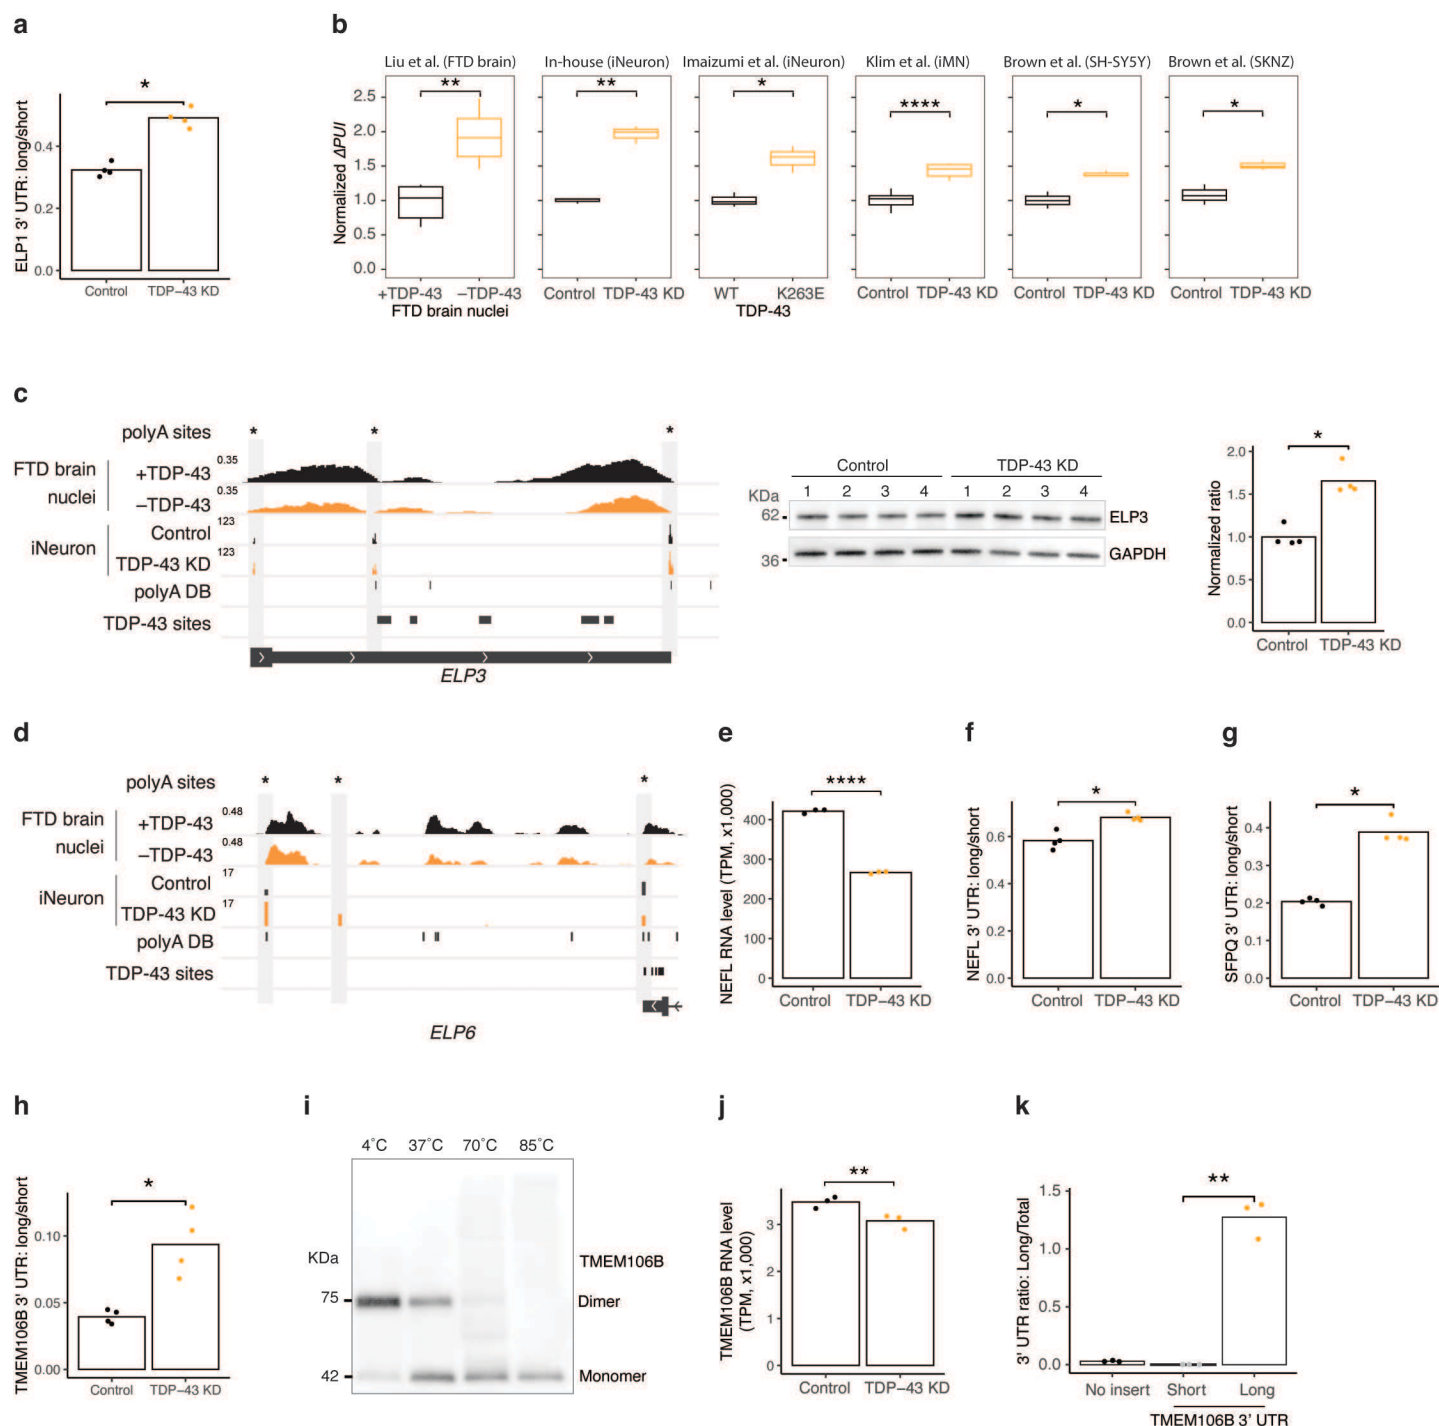 a
ELP1 3' UTR: long/short
0.4
0.2
0.0
*
Control
TDP−43 KD
b
Normalized ΔPUI
2.5
2.0
1.5
1.0
0.5
0.0
Liu et al. (FTD brain)
**
+TDP-43 −TDP-43
FTD brain nuclei
In-house (iNeuron)
**
Control TDP-43 KD
Imaizumi et al. (iNeuron)
*
WT K263E
TDP-43
Klim et al. (iMN)
****
Control TDP-43 KD
Brown et al. (SH-SY5Y)
*
Control TDP-43 KD
Brown et al. (SKNZ)
*
Control TDP-43 KD
c
polyA sites * * *
FTD brain nuclei
+TDP-43 0.35
−TDP-43 0.35
iNeuron
Control 123
TDP-43 KD 123
polyA DB
TDP-43 sites
ELP3
Control TDP-43 KD
KDa 1 2 3 4 1 2 3 4
62 ELP3
36 GAPDH
Normalized ratio
2.0
1.5
1.0
0.5
0.0
*
Control TDP-43 KD
d
polyA sites * * *
FTD brain nuclei
+TDP-43 0.48
−TDP-43 0.48
iNeuron
Control 17
TDP-43 KD 17
polyA DB
TDP-43 sites
ELP6
e
NEFL RNA level (TPM, x1,000)
400
300
200
100
0
****
Control TDP−43 KD
f
NEFL 3' UTR: long/short
0.6
0.4
0.2
0.0
*
Control TDP−43 KD
g
SFPQ 3' UTR: long/short
0.4
0.3
0.2
0.1
0.0
*
Control TDP−43 KD
h
TMEM106B 3' UTR: long/short
0.10
0.05
0.00
*
Control TDP−43 KD
i
4˚C 37˚C 70˚C 85˚C
KDa
TMEM106B
75 Dimer
42 Monomer
j
TMEM106B RNA level
(TPM, x1,000)
3
2
1
0
**
Control TDP-43 KD
k
3' UTR ratio: Long/Total
1.5
1.0
0.5
0.0
**
No insert Short Long
TMEM106B 3' UTR